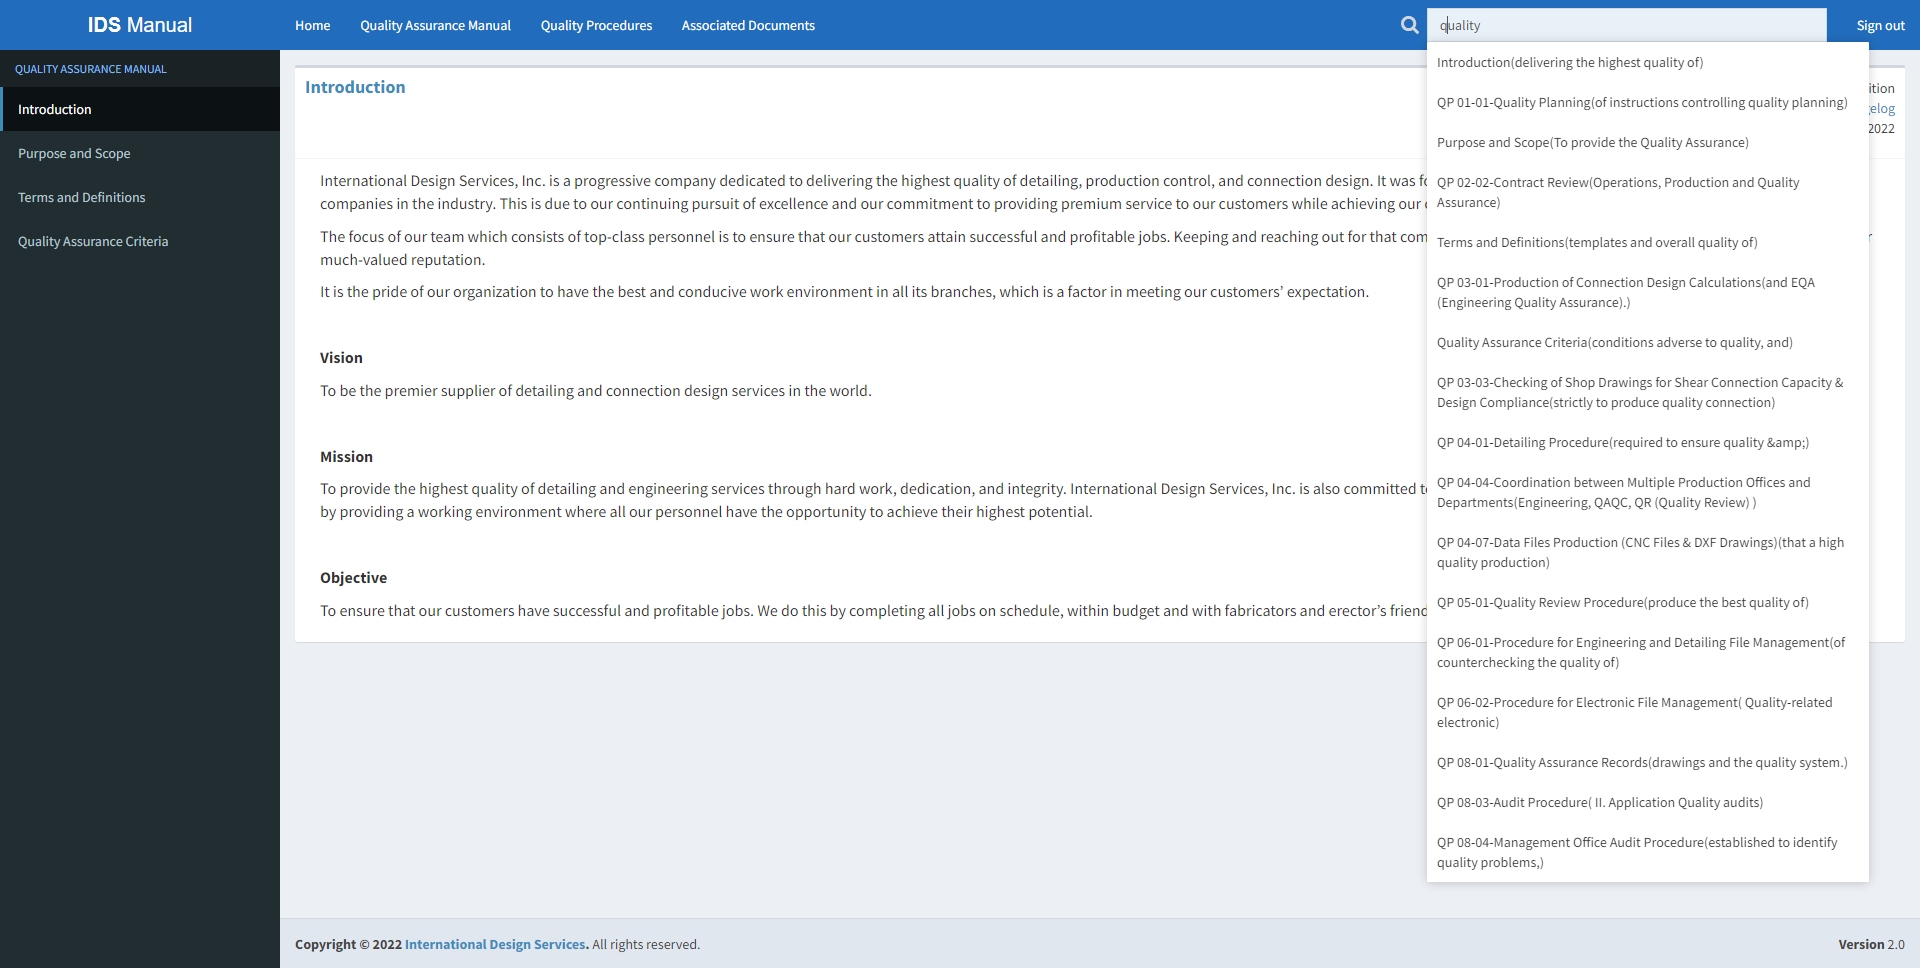 IDS Manual
Home
Quality Assurance Manual
Quality Procedures
Associated Documents
quality
Sign out
QUALITY ASSURANCE MANUAL
Introduction
Purpose and Scope
Terms and Definitions
Quality Assurance Criteria
Introduction
2022
International Design Services, Inc. is a progressive company dedicated to delivering the highest quality of detailing, production control, and connection design. It was
companies in the industry. This is due to our continuing pursuit of excellence and our commitment to providing premium service to our customers while achieving our
The focus of our team which consists of top-class personnel is to ensure that our customers attain successful and profitable jobs. Keeping and reaching out for that
much-valued reputation.
It is the pride of our organization to have the best and conducive work environment in all its branches, which is a factor in meeting our customers’ expectation.
Vision
To be the premier supplier of detailing and connection design services in the world.
Mission
To provide the highest quality of detailing and engineering services through hard work, dedication, and integrity. International Design Services, Inc. is also committed
by providing a working environment where all our personnel have the opportunity to achieve their highest potential.
Objective
To ensure that our customers have successful and profitable jobs. We do this by completing all jobs on schedule, within budget and with fabricators and erector’s
Introduction(delivering the highest quality of)
QP 01-01-Quality Planning(of instructions controlling quality planning)
Purpose and Scope(To provide the Quality Assurance)
QP 02-02-Contract Review(Operations, Production and Quality
Assurance)
Terms and Definitions(templates and overall quality of)
QP 03-01-Production of Connection Design Calculations(and EQA
(Engineering Quality Assurance).)
Quality Assurance Criteria(conditions adverse to quality, and)
QP 03-03-Checking of Shop Drawings for Shear Connection Capacity &
Design Compliance(strictly to produce quality connection)
QP 04-01-Detailing Procedure(required to ensure quality &amp;)
QP 04-04-Coordination between Multiple Production Offices and
Departments(Engineering, QAQC, QR (Quality Review) )
QP 04-07-Data Files Production (CNC Files & DXF Drawings)(that a high
quality production)
QP 05-01-Quality Review Procedure(produce the best quality of)
QP 06-01-Procedure for Engineering and Detailing File Management(of
counterchecking the quality of)
QP 06-02-Procedure for Electronic File Management( Quality-related
electronic)
QP 08-01-Quality Assurance Records(drawings and the quality system.)
QP 08-03-Audit Procedure( II. Application Quality audits)
QP 08-04-Management Office Audit Procedure(established to identify
quality problems,)
Copyright © 2022 International Design Services. All rights reserved.
Version 2.0